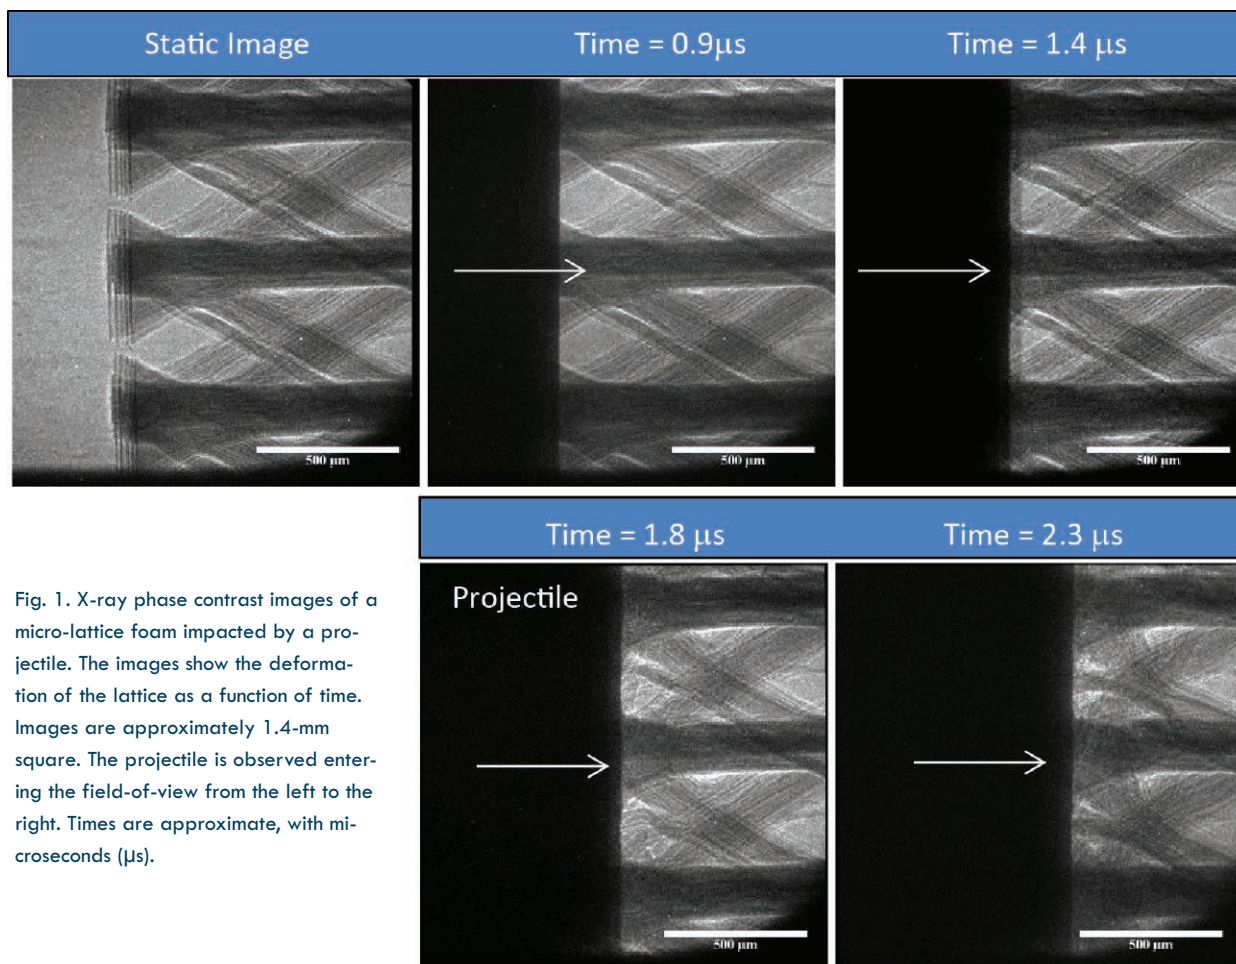 Static Image
Time = 0.9μs
Time = 1.4 μs
500 μm
500 μm
500 μm
Time = 1.8 μs
Time = 2.3 μs
Projectile
500 μm
500 μm
Fig. 1. X-ray phase contrast images of a
micro-lattice foam impacted by a pro-
jectile. The images show the deforma-
tion of the lattice as a function of time.
Images are approximately 1.4-mm
square. The projectile is observed enter-
ing the field-of-view from the left to the
right. Times are approximate, with mi-
croseconds (μs).